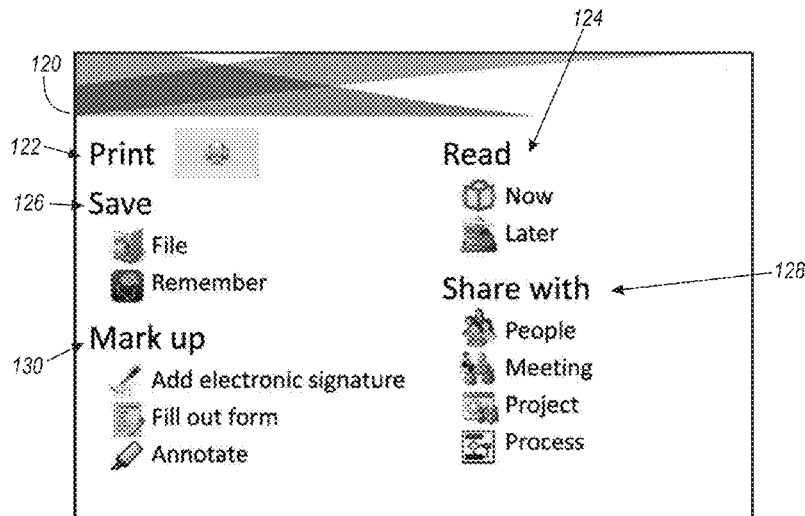 124
120
122 Print
126 Save
File
Remember
130 Mark up
Add electronic signature
Fill out form
Annotate
Read
Now
Later
Share with 128
People
Meeting
Project
Process